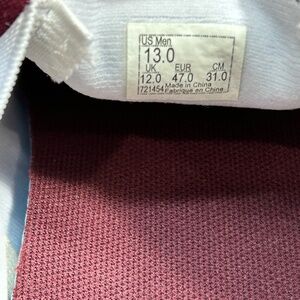 US Men
13.0
UK EUR CM
12.0 47.0 31.0
721454 Made in China
Fabriqué en Chine